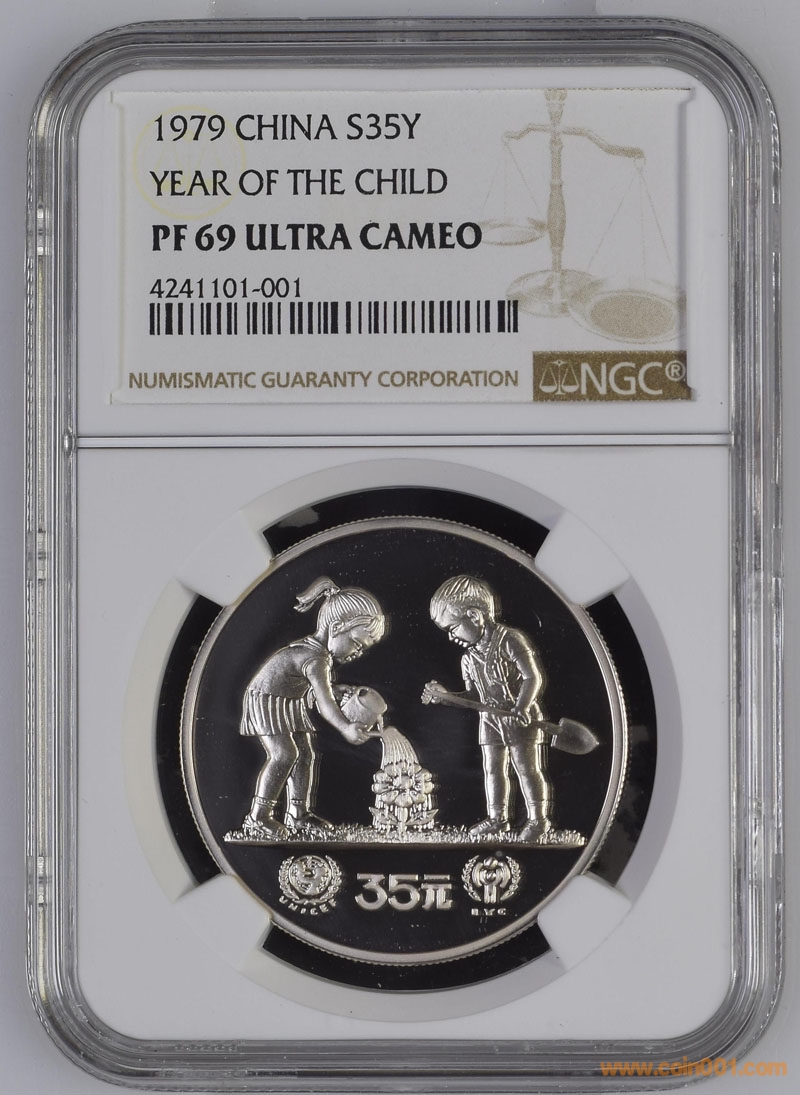 1979 CHINA S35Y
YEAR OF THE CHILD
PF 69 ULTRA CAMEO
4241101-001
NUMISMATIC GUARANTY CORPORATION
NGC®
UNICEF
35元
I.Y.C
www.coin001.com